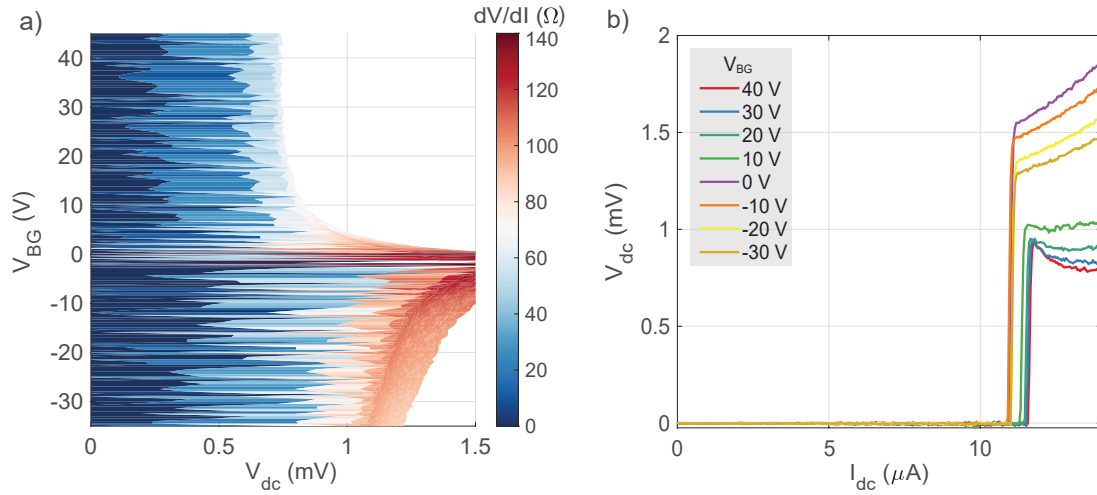 a)
dV/dI (Ω)
V_BG (V)
40
30
20
10
0
-10
-20
-30
0
0.5
1
1.5
V_dc (mV)
140
120
100
80
60
40
20
0
b)
V_dc (mV)
2
1.5
1
0.5
0
0
5
10
I_dc (μA)
V_BG
40 V
30 V
20 V
10 V
0 V
-10 V
-20 V
-30 V